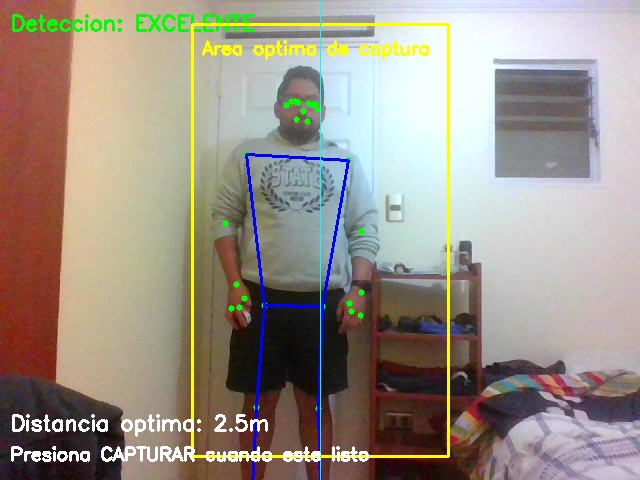 Deteccion: EXCELENTE
Area optima de captura
STATE
Distancia optima: 2.5m
Presiona CAPTURAR cuando este listo